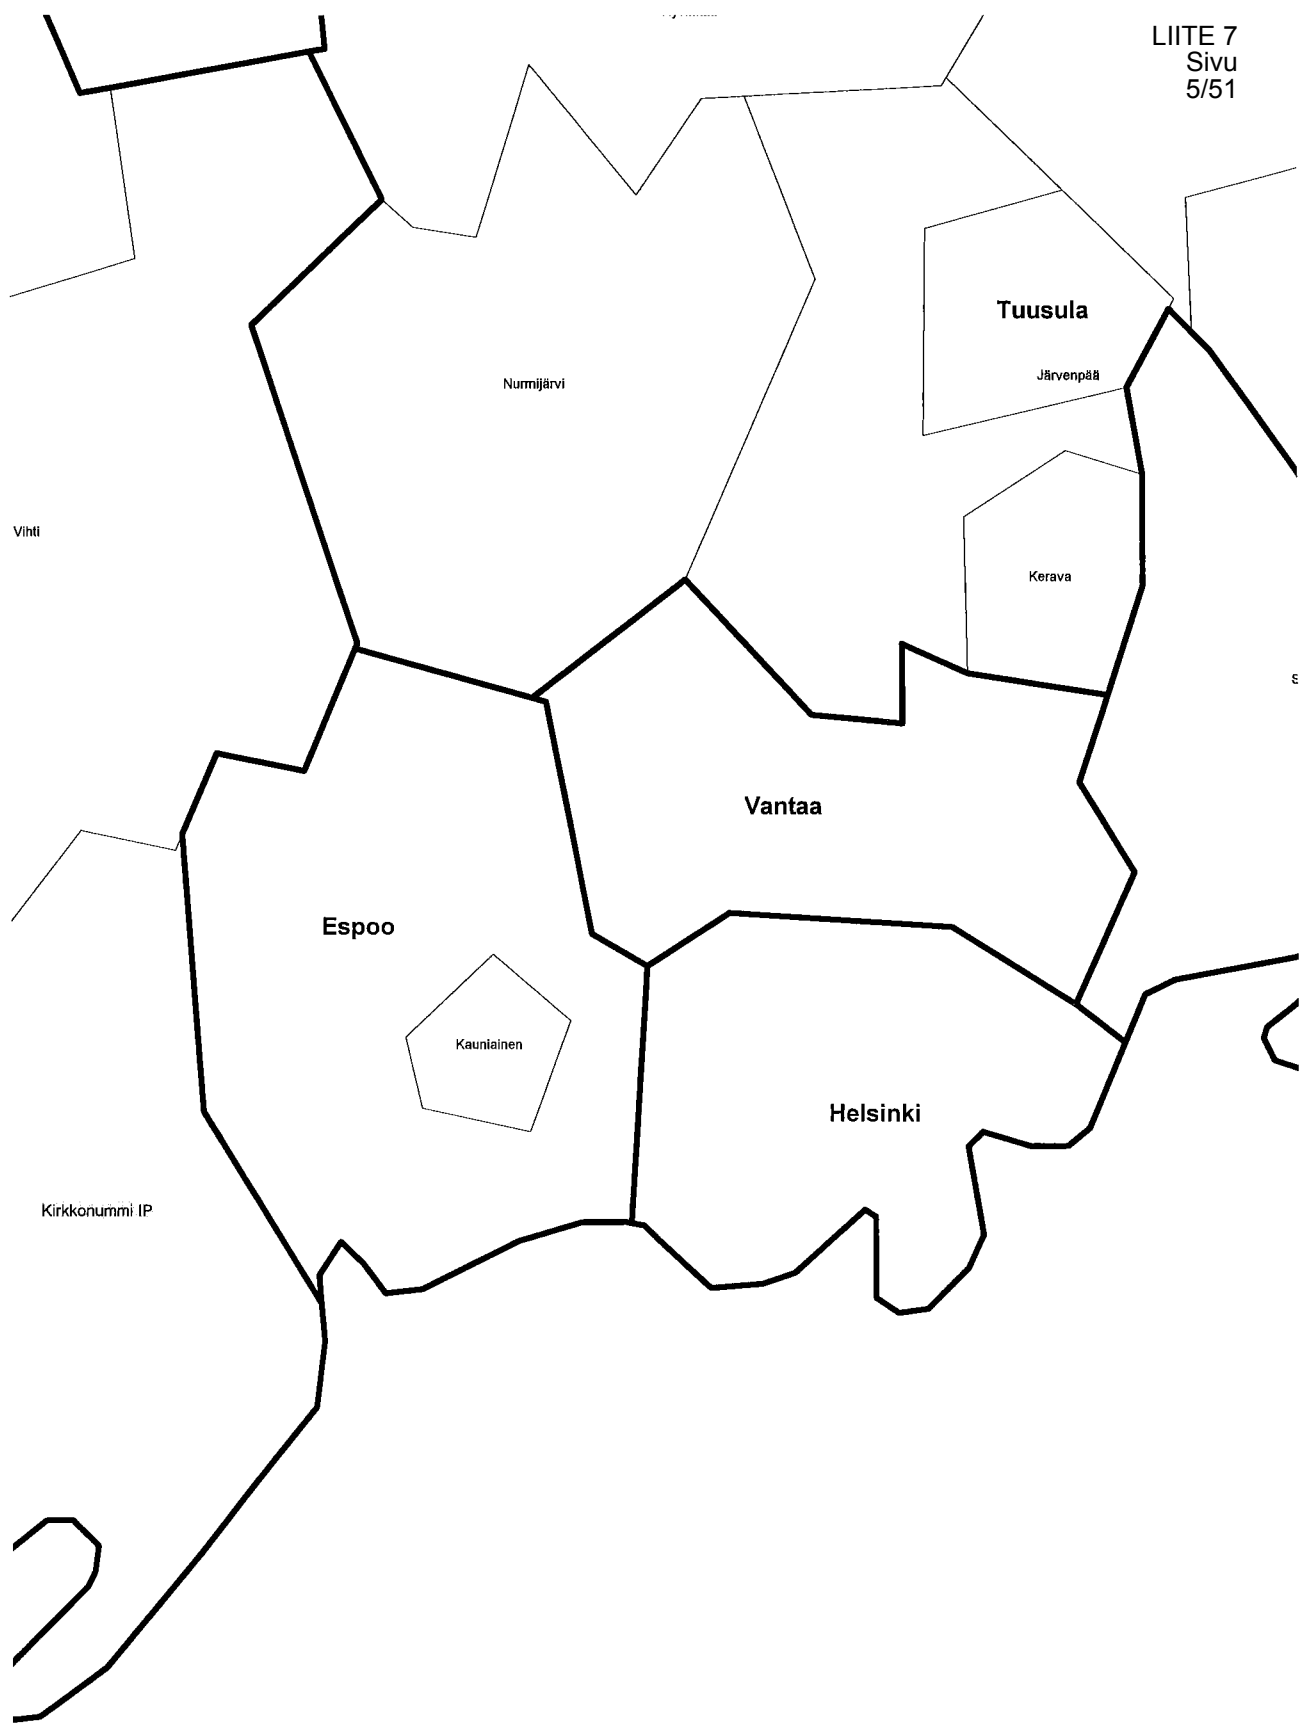 LIITE 7
Sivu
5/51
Tuusula
Järvenpää
Nurmijärvi
Vihti
Kerava
Vantaa
Espoo
Kauniainen
Helsinki
Kirkkonummi IP